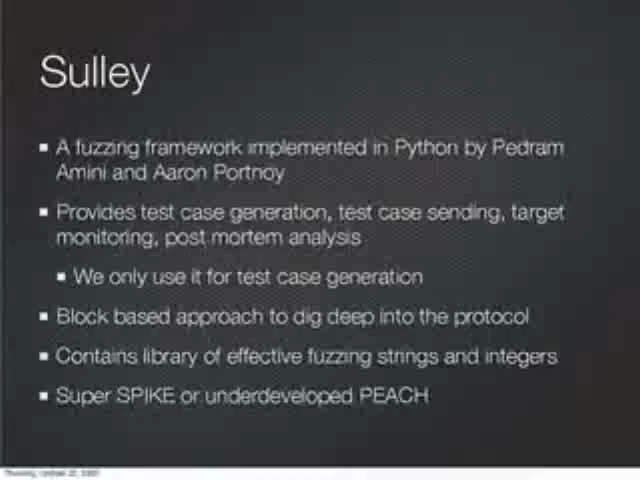 Sulley
▪ A fuzzing framework implemented in Python by Pedram
Amini and Aaron Portnoy
▪ Provides test case generation, test case sending, target
monitoring, post mortem analysis
▪ We only use it for test case generation
▪ Block based approach to dig deep into the protocol
▪ Contains library of effective fuzzing strings and integers
▪ Super SPIKE or underdeveloped PEACH